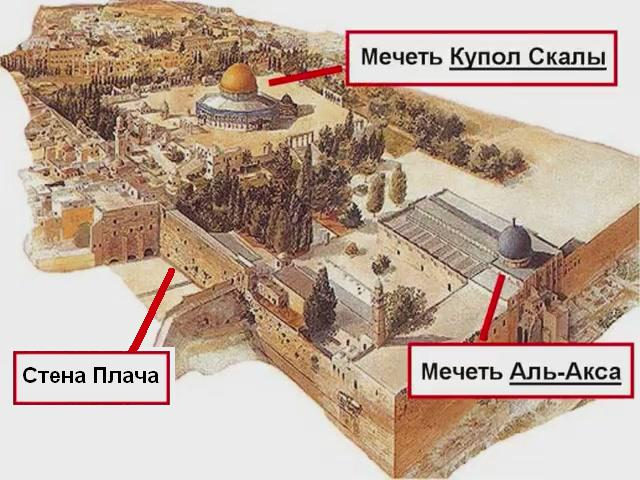 Мечеть Купол Скалы
Стена Плача
Мечеть Аль-Акса